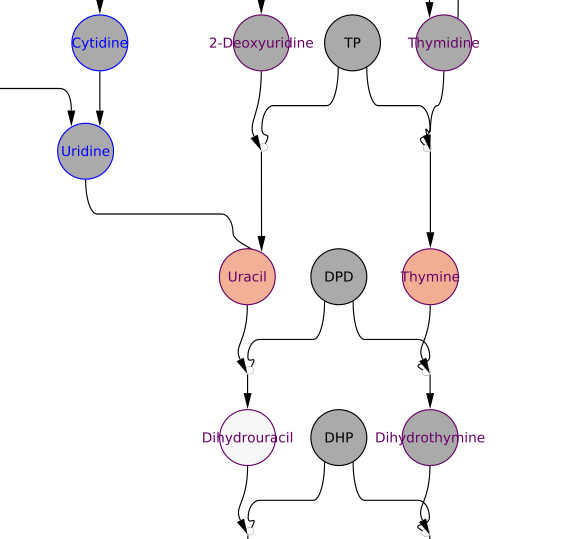 Cytidine
2-Deoxyuridine
TP
Thymidine
Uridine
Uracil
DPD
Thymine
Dihydrouracil
DHP
Dihydrothymine